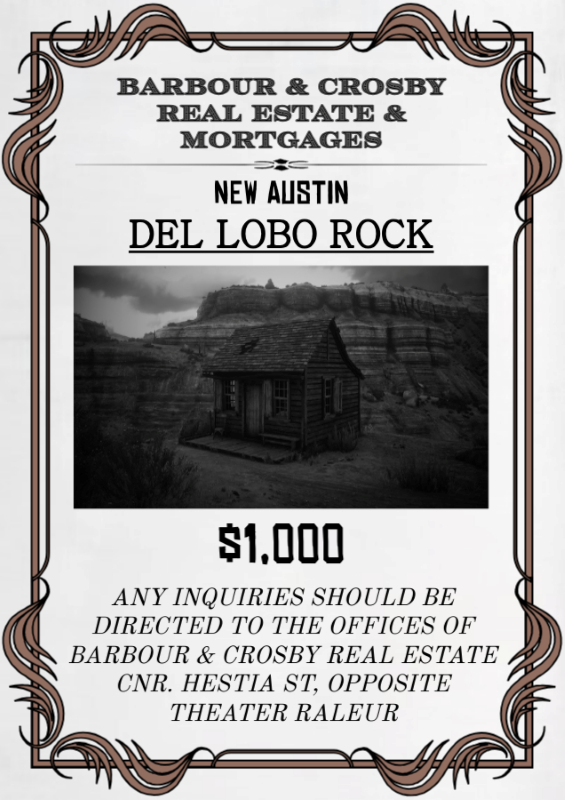 BARBOUR & CROSBY
REAL ESTATE &
MORTGAGES
NEW AUSTIN
DEL LOBO ROCK
$1,000
ANY INQUIRIES SHOULD BE
DIRECTED TO THE OFFICES OF
BARBOUR & CROSBY REAL ESTATE
CNR. HESTIA ST, OPPOSITE
THEATER RALEUR